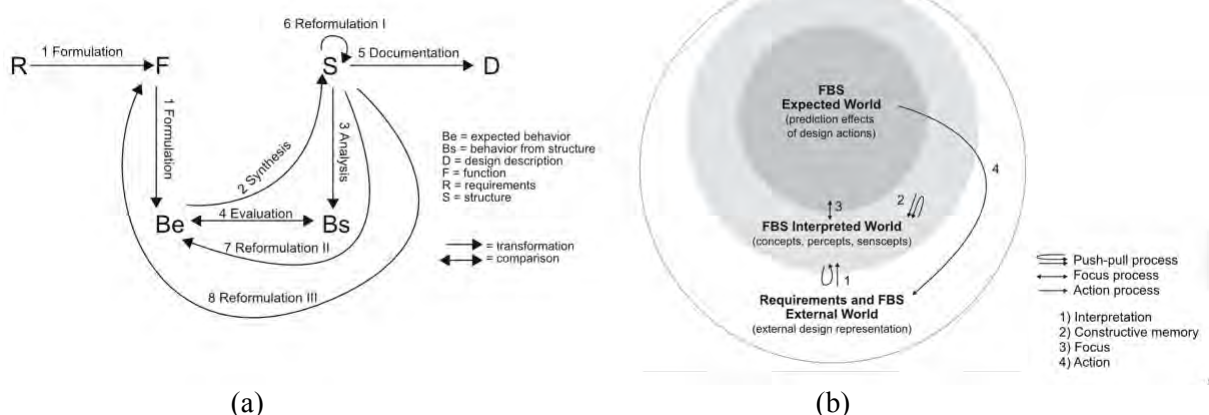 6 Reformulation I
1 Formulation
5 Documentation
R
F
S
D
1 Formulation
2 Synthesis
3 Analysis
Be
4 Evaluation
Bs
7 Reformulation II
8 Reformulation III
Be = expected behavior
Bs = behavior from structure
D = design description
F = function
R = requirements
S = structure
= transformation
= comparison
(a)
FBS
Expected World
(prediction effects
of design actions)
4
3
2
FBS Interpreted World
(concepts, percepts, senscepts)
1
Requirements and FBS
External World
(external design representation)
Push-pull process
Focus process
Action process
1) Interpretation
2) Constructive memory
3) Focus
4) Action
(b)